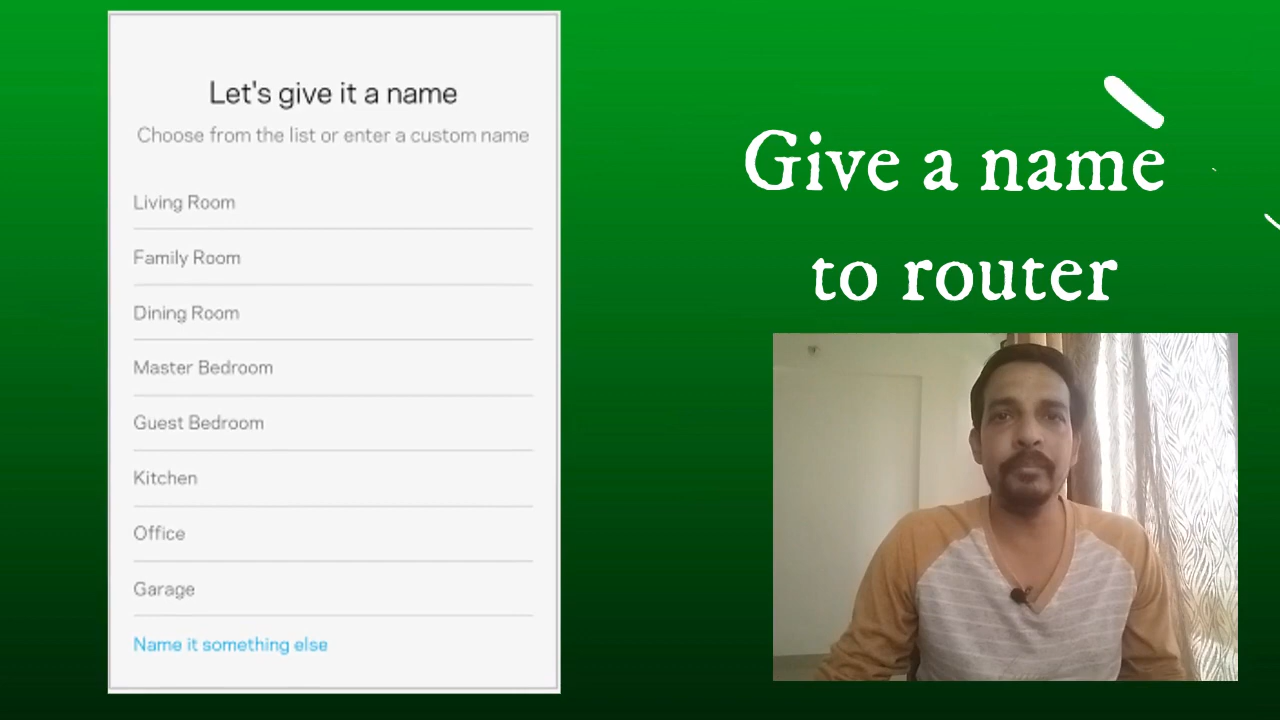 Let's give it a name
Choose from the list or enter a custom name
Living Room
Family Room
Dining Room
Master Bedroom
Guest Bedroom
Kitchen
Office
Garage
Name it something else
Give a name
to router